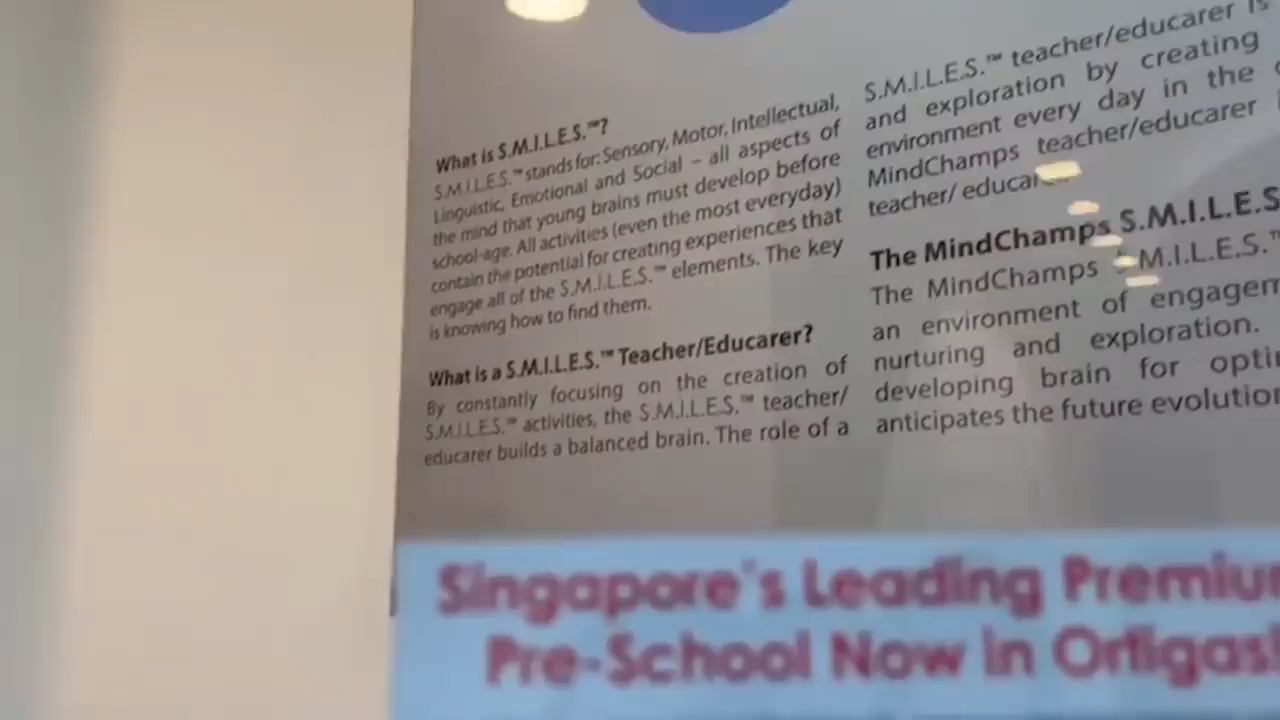 What is S.M.I.L.E.S.™?
S.M.I.L.E.S.™ stands for: Sensory, Motor, Intellectual,
Linguistic, Emotional and Social – all aspects of
the mind that young brains must develop before
school-age. All activities (even the most everyday)
contain the potential for creating experiences that
engage all of the S.M.I.L.E.S.™ elements. The key
is knowing how to find them.
What is a S.M.I.L.E.S.™ Teacher/Educarer?
By constantly focusing on the creation of
S.M.I.L.E.S.™ activities, the S.M.I.L.E.S.™ teacher/
educarer builds a balanced brain. The role of a
S.M.I.L.E.S.™ teacher/educarer is
and exploration by creating
environment every day in the
MindChamps teacher/educarer
teacher/
The MindChamps S.M.I.L.E.S
The MindChamps S.M.I.L.E.S.™
an environment of engagem
nurturing and exploration.
developing brain for opti
anticipates the future evolution
Singapore's Leading Premiu
Pre-School Now in Ortigas!